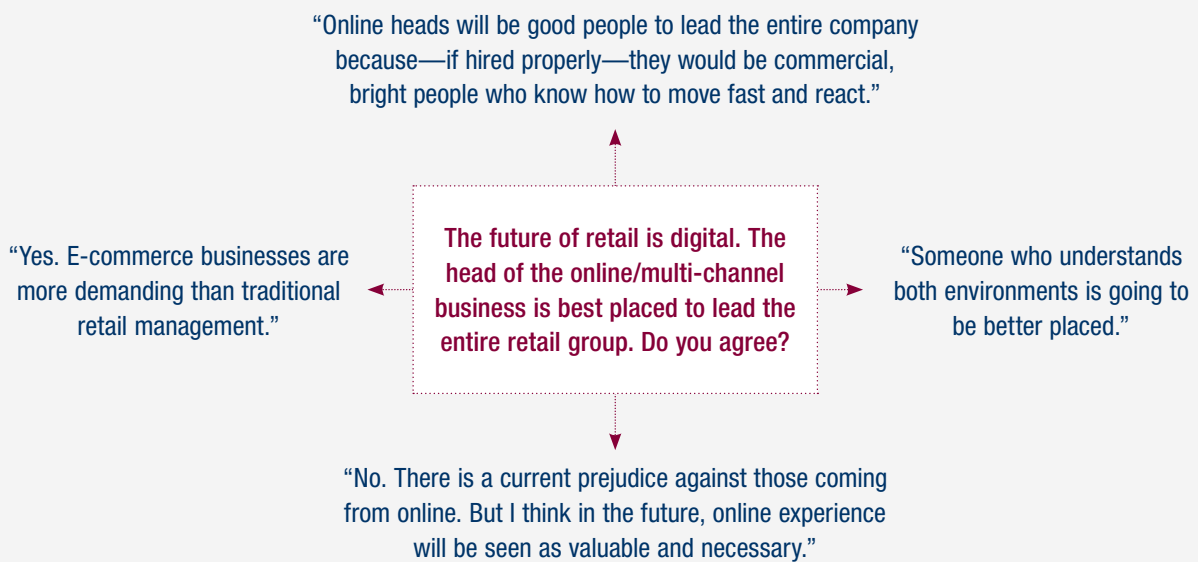 “Online heads will be good people to lead the entire company
because—if hired properly—they would be commercial,
bright people who know how to move fast and react.”
“Yes. E-commerce businesses are
more demanding than traditional
retail management.”
The future of retail is digital. The
head of the online/multi-channel
business is best placed to lead the
entire retail group. Do you agree?
“Someone who understands
both environments is going to
be better placed.”
“No. There is a current prejudice against those coming
from online. But I think in the future, online experience
will be seen as valuable and necessary.”